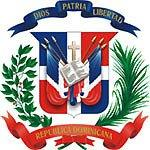 DIOS PATRIA LIBERTAD
REPÚBLICA DOMINICANA